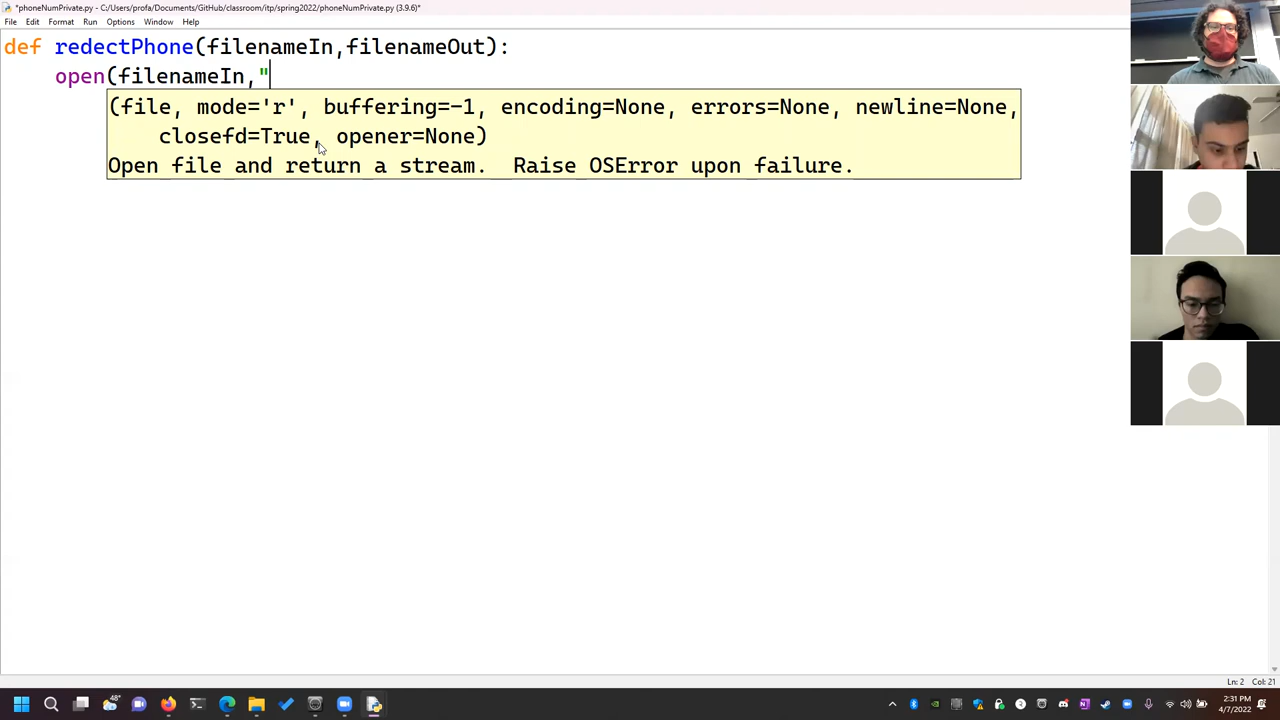 *phoneNumPrivate.py - C:/Users/profa/Documents/GitHub/classroom/itp/spring2022/phoneNumPrivate.py (3.9.6)*
File Edit Format Run Options Window Help
def redectPhone(filenameIn,filenameOut):
open(filenameIn,"
(file, mode='r', buffering=-1, encoding=None, errors=None, newline=None,
closefd=True, opener=None)
Open file and return a stream. Raise OSError upon failure.
Ln: 2 Col: 21
48°
2:31 PM
4/7/2022